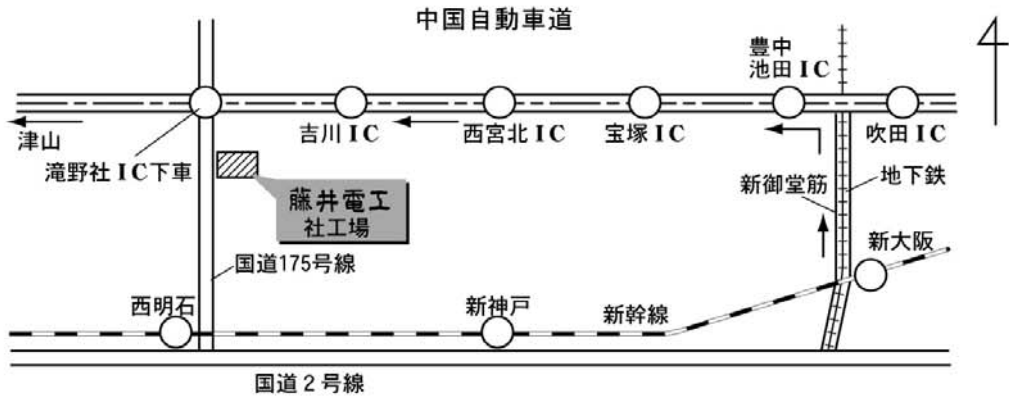 中国自動車道
豊中
池田IC
津山
滝野社IC下車
吉川IC
西宮北IC
宝塚IC
吹田IC
藤井電工
社工場
新御堂筋
地下鉄
新大阪
国道175号線
西明石
新神戸
新幹線
国道2号線